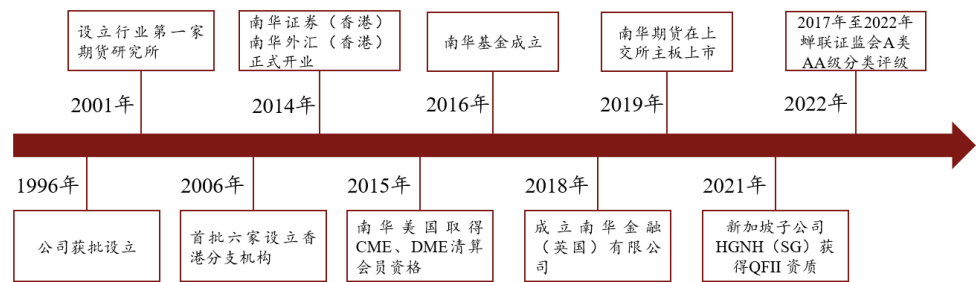 设立行业第一家
期货研究所
南华证券（香港）
南华外汇（香港）
正式开业
南华基金成立
南华期货在上
交所主板上市
2017年至2022年
蝉联证监会A类
AA级分类评级
2001年
2014年
2016年
2019年
2022年
1996年
2006年
2015年
2018年
2021年
公司获批设立
首批六家设立香
港分支机构
南华美国取得
CME、DME清算
会员资格
成立南华金融
（英国）有限公
司
新加坡子公司
HGNH（SG）获
得QFII 资质